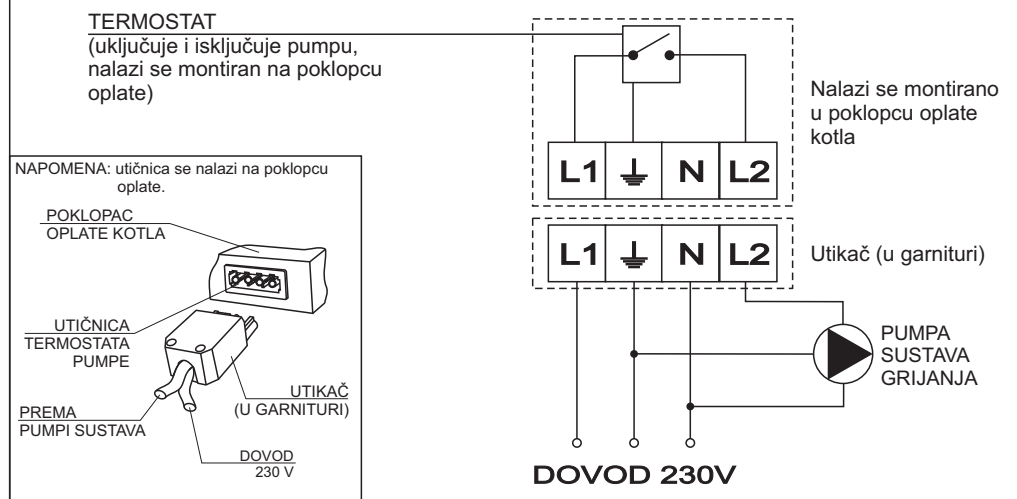 TERMOSTAT
(uključuje i isključuje pumpu,
nalazi se montiran na poklopcu
oplate)
Nalazi se montirano
u poklopcu oplate
kotla
L1 N L2
NAPOMENA: utičnica se nalazi na poklopcu
oplate.
POKLOPAC
OPLATE KOTLA
UTIČNICA
TERMOSTATA
PUMPE
UTIKAČ
(U GARNITURI)
PREMA
PUMPI SUSTAVA
DOVOD
230 V
L1 N L2
Utikač (u garnituri)
PUMPA
SUSTAVA
GRIJANJA
DOVOD 230V